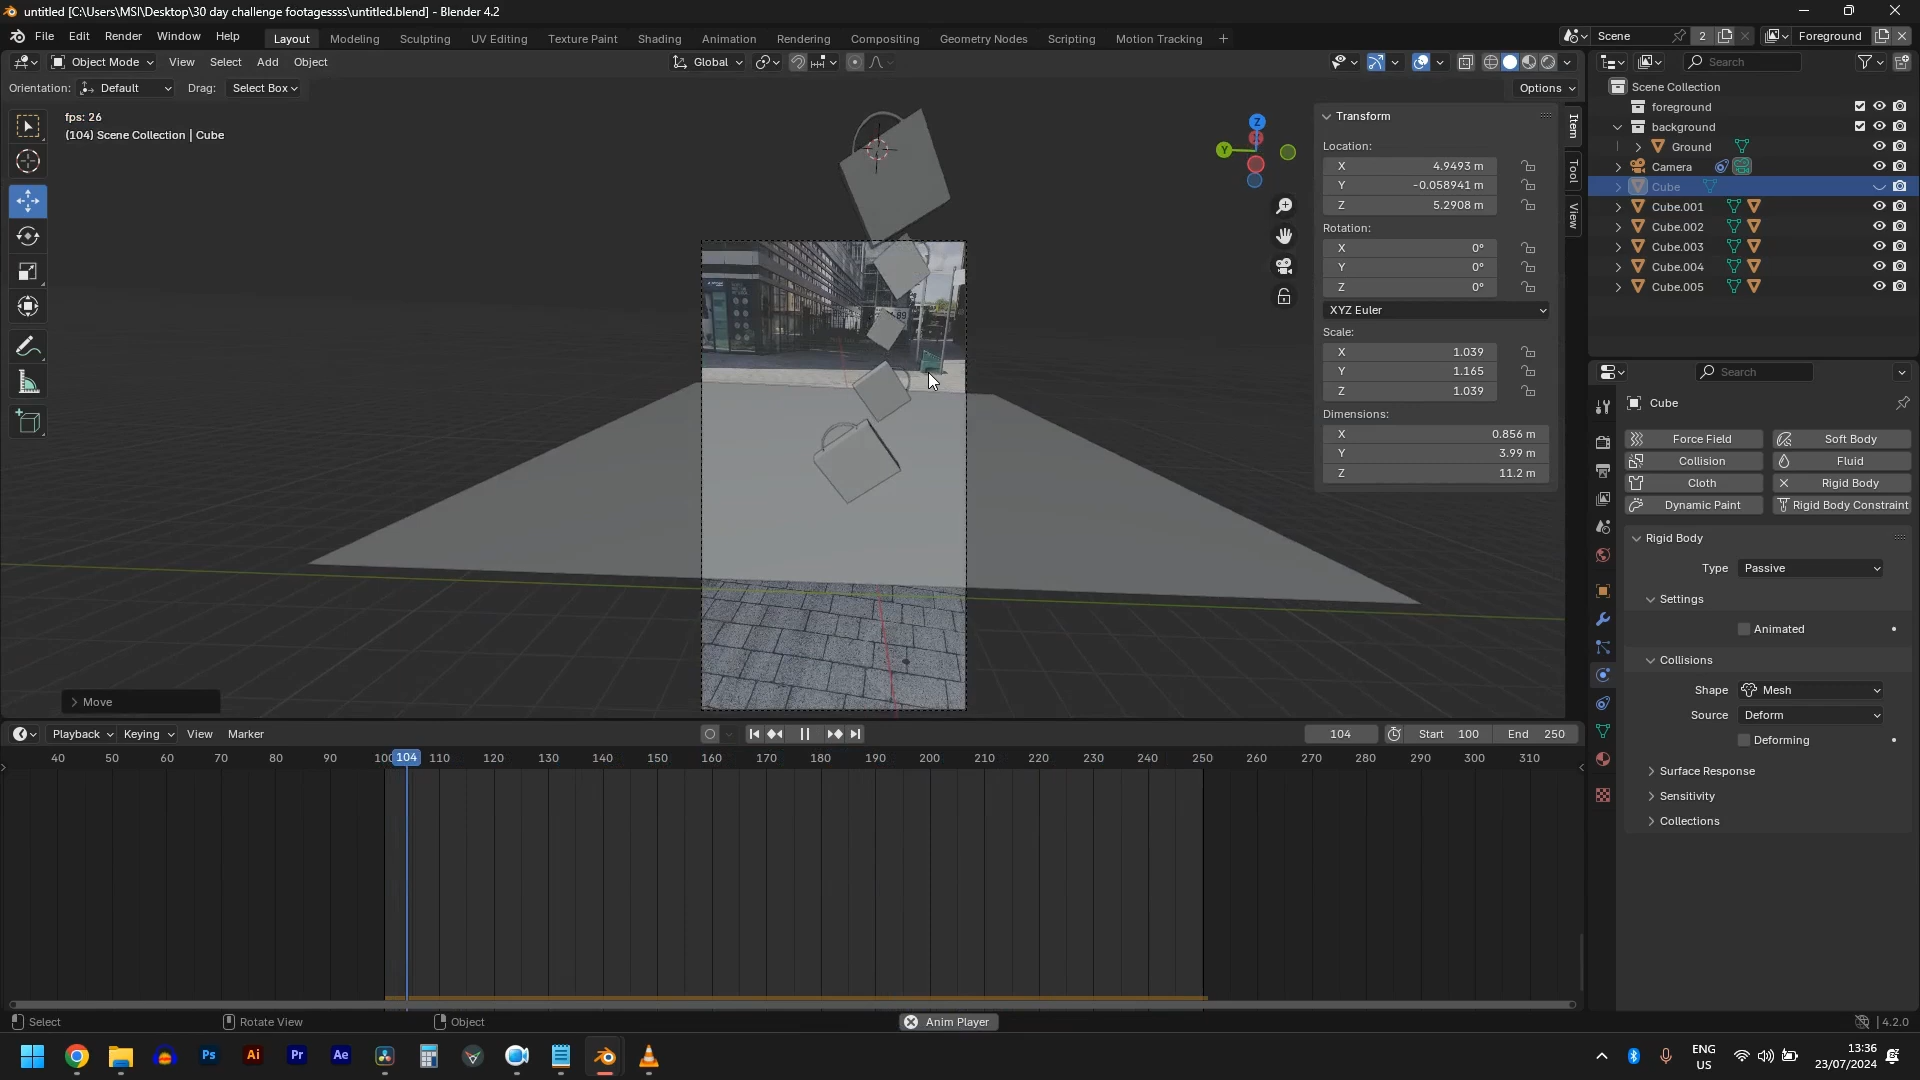 untitled [C:\Users\MSI\Desktop\30 day challenge footagessss\untitled.blend] - Blender 4.2
File Edit Render Window Help
Layout Modeling Sculpting UV Editing Texture Paint Shading Animation Rendering Compositing Geometry Nodes Scripting Motion Tracking +
Scene 2 Foreground
Object Mode View Select Add Object
Global
Search
Orientation: Default Drag: Select Box
Options
fps: 26
(104) Scene Collection | Cube
Z
Y
Transform
Location:
X 4.9493 m
Y -0.058941 m
Z 5.2908 m
Rotation:
X 0°
Y 0°
Z 0°
XYZ Euler
Scale:
X 1.039
Y 1.165
Z 1.039
Dimensions:
X 0.856 m
Y 3.99 m
Z 11.2 m
Item
Tool
View
Scene Collection
foreground
background
Ground
Camera
Cube
Cube.001
Cube.002
Cube.003
Cube.004
Cube.005
Search
Cube
Force Field Soft Body
Collision Fluid
Cloth Rigid Body
Dynamic Paint Rigid Body Constraint
Rigid Body
Type Passive
Settings
Animated
Collisions
Shape Mesh
Source Deform
Deforming
Surface Response
Sensitivity
Collections
Move
Playback Keying View Marker
104 Start 100 End 250
40 50 60 70 80 90 100 104 110 120 130 140 150 160 170 180 190 200 210 220 230 240 250 260 270 280 290 300 310
Select Rotate View Object Anim Player 4.2.0
Ps Ai Pr Ae
ENG
US
13:36
23/07/2024